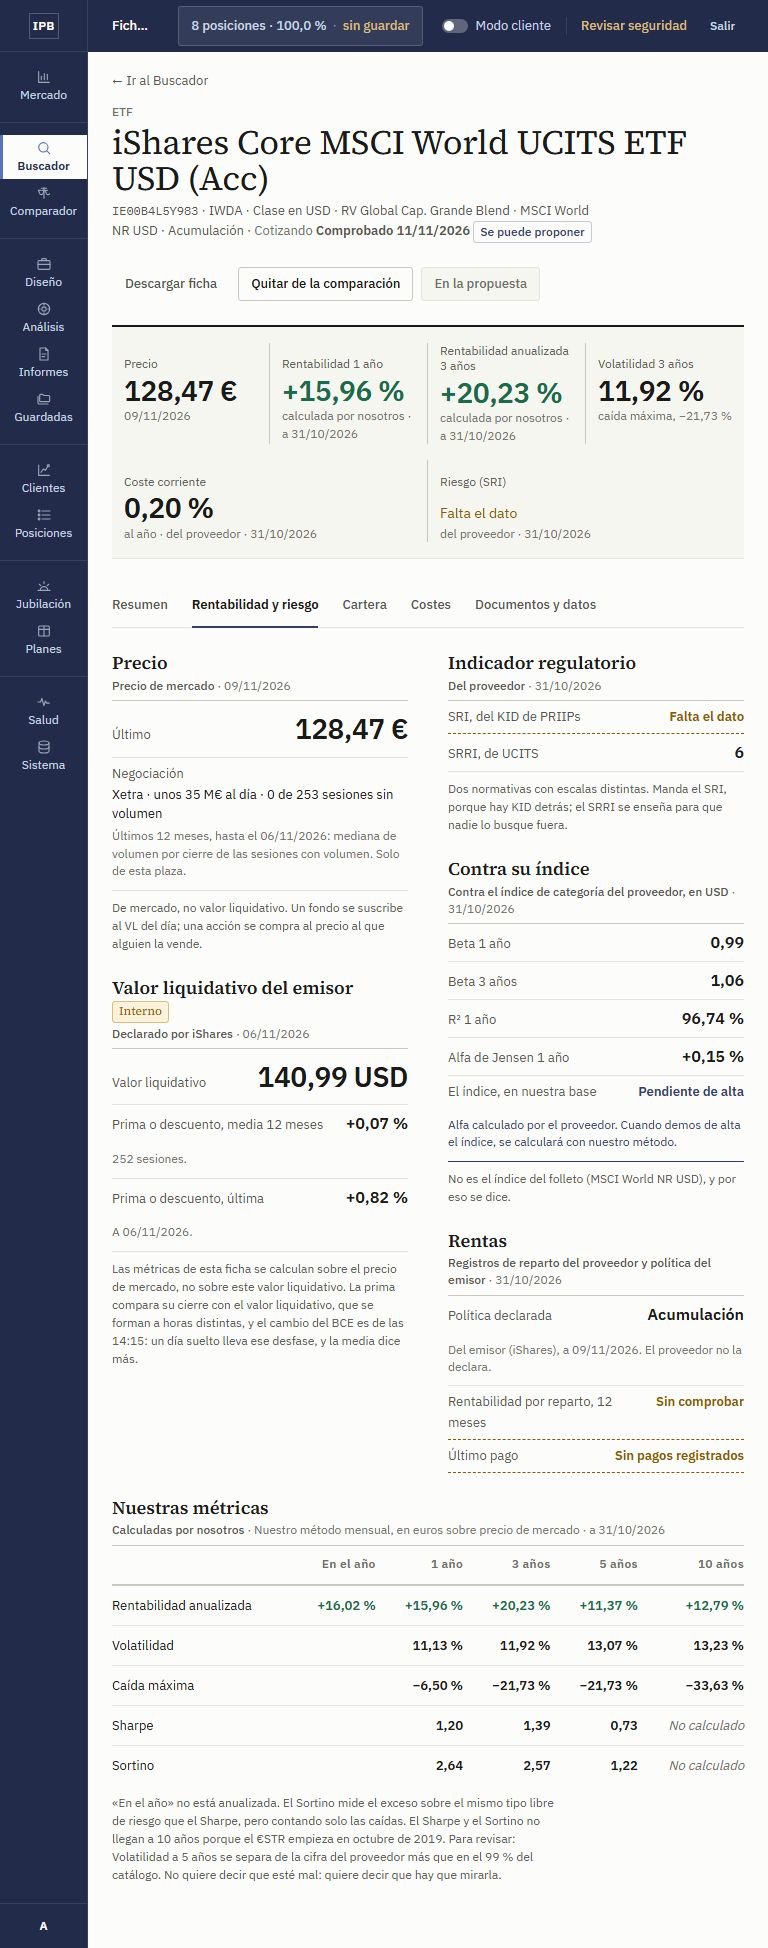 IPB
Fich...
8 posiciones · 100,0 % · sin guardar
Modo cliente
Revisar seguridad
Salir
Mercado
Buscador
Comparador
Diseño
Análisis
Informes
Guardadas
Clientes
Posiciones
Jubilación
Planes
Salud
Sistema
A
← Ir al Buscador
ETF
iShares Core MSCI World UCITS ETF
USD (Acc)
IE00B4L5Y983 · IWDA · Clase en USD · RV Global Cap. Grande Blend · MSCI World
NR USD · Acumulación · Cotizando Comprobado 11/11/2026 Se puede proponer
Descargar ficha
Quitar de la comparación
En la propuesta
Precio
128,47 €
09/11/2026
Rentabilidad 1 año
+15,96 %
calculada por nosotros ·
a 31/10/2026
Rentabilidad anualizada
3 años
+20,23 %
calculada por nosotros ·
a 31/10/2026
Volatilidad 3 años
11,92 %
caída máxima, −21,73 %
Coste corriente
0,20 %
al año · del proveedor · 31/10/2026
Riesgo (SRI)
Falta el dato
del proveedor · 31/10/2026
Resumen
Rentabilidad y riesgo
Cartera
Costes
Documentos y datos
Precio
Precio de mercado · 09/11/2026
Último 128,47 €
Negociación
Xetra · unos 35 M€ al día · 0 de 253 sesiones sin
volumen
Últimos 12 meses, hasta el 06/11/2026: mediana de
volumen por cierre de las sesiones con volumen. Solo
de esta plaza.
De mercado, no valor liquidativo. Un fondo se suscribe
al VL del día; una acción se compra al precio al que
alguien la vende.
Valor liquidativo del emisor
Interno
Declarado por iShares · 06/11/2026
Valor liquidativo 140,99 USD
Prima o descuento, media 12 meses +0,07 %
252 sesiones.
Prima o descuento, última +0,82 %
A 06/11/2026.
Las métricas de esta ficha se calculan sobre el precio
de mercado, no sobre este valor liquidativo. La prima
compara su cierre con el valor liquidativo, que se
forman a horas distintas, y el cambio del BCE es de las
14:15: un día suelto lleva ese desfase, y la media dice
más.
Indicador regulatorio
Del proveedor · 31/10/2026
SRI, del KID de PRIIPs Falta el dato
SRRI, de UCITS 6
Dos normativas con escalas distintas. Manda el SRI,
porque hay KID detrás; el SRRI se enseña para que
nadie lo busque fuera.
Contra su índice
Contra el índice de categoría del proveedor, en USD ·
31/10/2026
Beta 1 año 0,99
Beta 3 años 1,06
R² 1 año 96,74 %
Alfa de Jensen 1 año +0,15 %
El índice, en nuestra base Pendiente de alta
Alfa calculado por el proveedor. Cuando demos de alta
el índice, se calculará con nuestro método.
No es el índice del folleto (MSCI World NR USD), y por
eso se dice.
Rentas
Registros de reparto del proveedor y política del
emisor · 31/10/2026
Política declarada Acumulación
Del emisor (iShares), a 09/11/2026. El proveedor no la
declara.
Rentabilidad por reparto, 12 Sin comprobar
meses
Último pago Sin pagos registrados
Nuestras métricas
Calculadas por nosotros · Nuestro método mensual, en euros sobre precio de mercado · a 31/10/2026
En el año 1 año 3 años 5 años 10 años
Rentabilidad anualizada +16,02 % +15,96 % +20,23 % +11,37 % +12,79 %
Volatilidad 11,13 % 11,92 % 13,07 % 13,23 %
Caída máxima −6,50 % −21,73 % −21,73 % −33,63 %
Sharpe 1,20 1,39 0,73 No calculado
Sortino 2,64 2,57 1,22 No calculado
«En el año» no está anualizada. El Sortino mide el exceso sobre el mismo tipo libre
de riesgo que el Sharpe, pero contando solo las caídas. El Sharpe y el Sortino no
llegan a 10 años porque el €STR empieza en octubre de 2019. Para revisar:
Volatilidad a 5 años se separa de la cifra del proveedor más que en el 99 % del
catálogo. No quiere decir que esté mal: quiere decir que hay que mirarla.